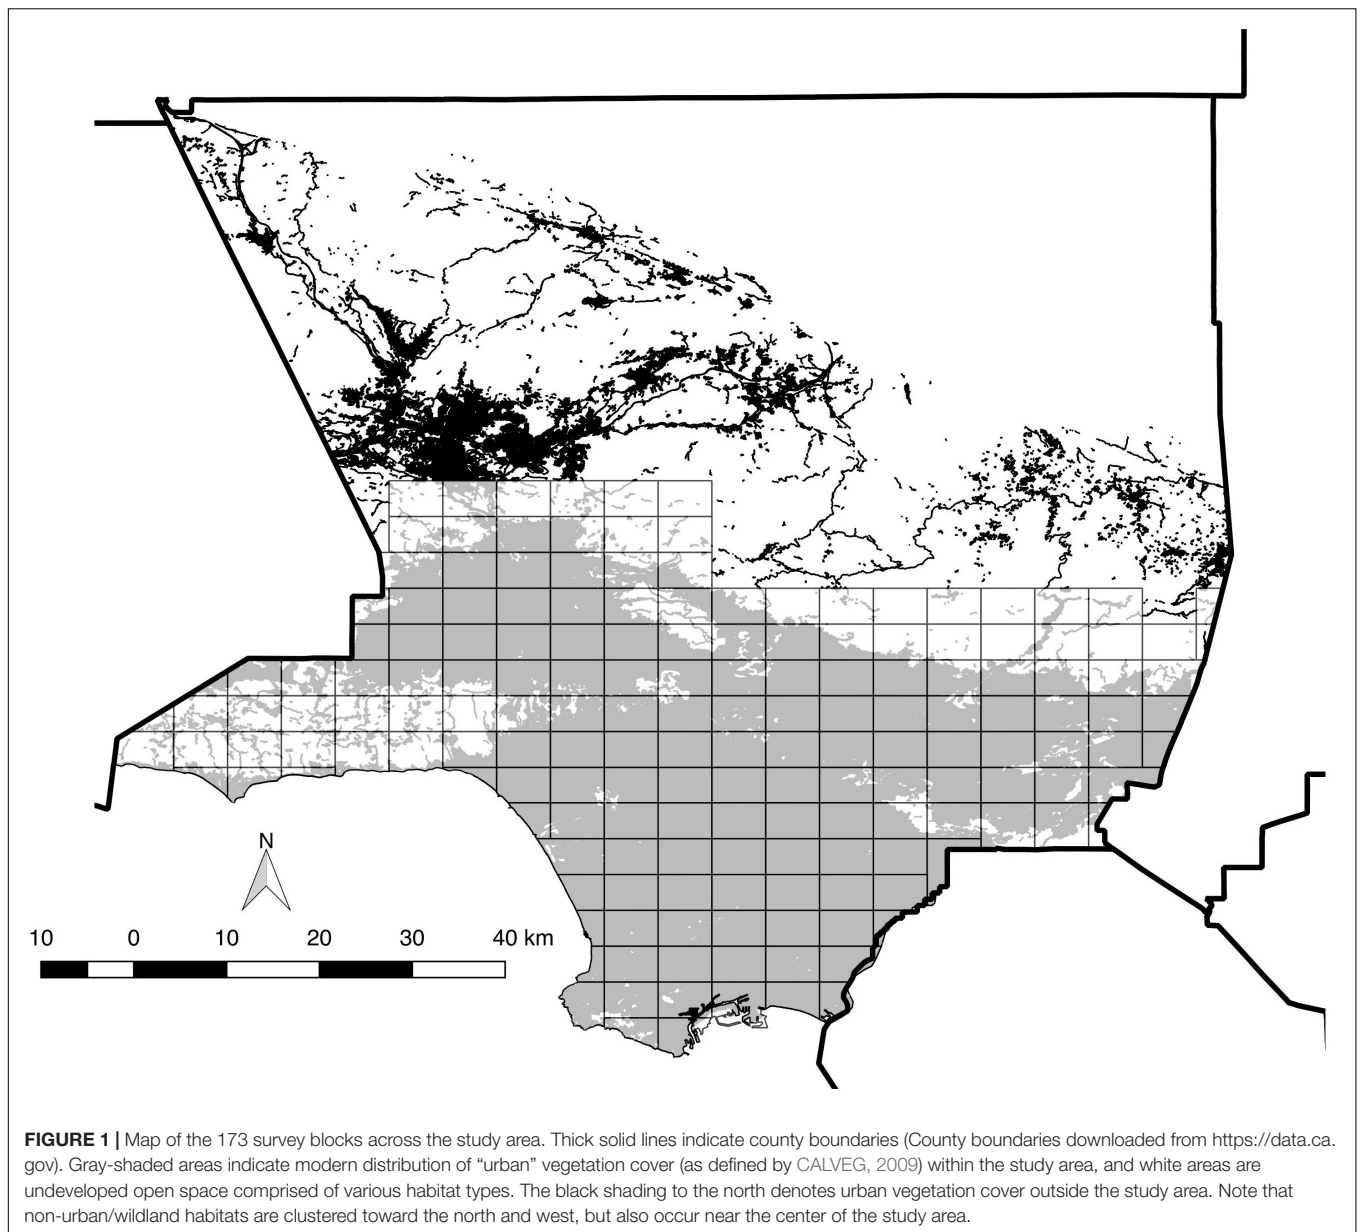 N
10 0 10 20 30 40 km
FIGURE 1 | Map of the 173 survey blocks across the study area. Thick solid lines indicate county boundaries (County boundaries downloaded from https://data.ca.
gov). Gray-shaded areas indicate modern distribution of “urban” vegetation cover (as defined by CALVEG, 2009) within the study area, and white areas are
undeveloped open space comprised of various habitat types. The black shading to the north denotes urban vegetation cover outside the study area. Note that
non-urban/wildland habitats are clustered toward the north and west, but also occur near the center of the study area.